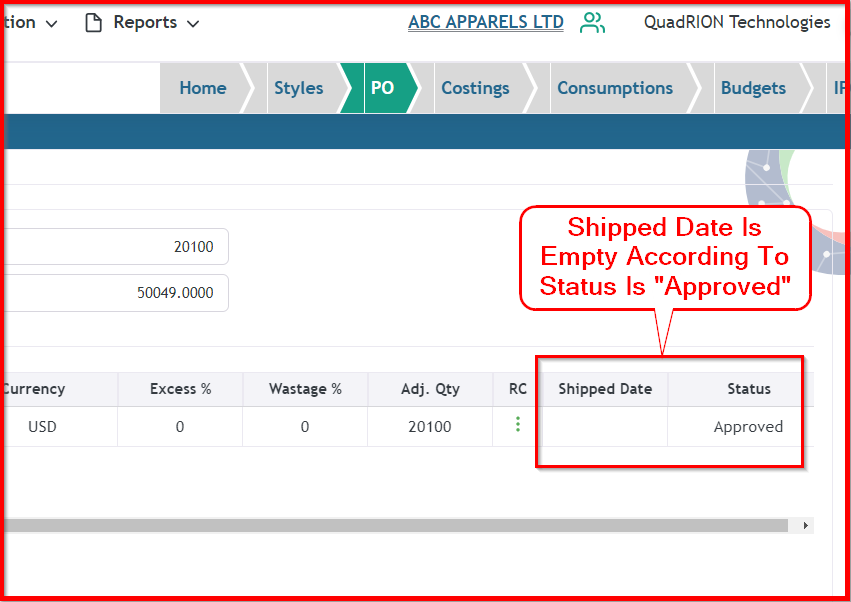 tion Reports ABC APPARELS LTD QuadRION Technologies
Home Styles PO Costings Consumptions Budgets
20100
50049.0000
Shipped Date Is
Empty According To
Status Is "Approved"
Currency Excess % Wastage % Adj. Qty RC Shipped Date Status
USD 0 0 20100 Approved